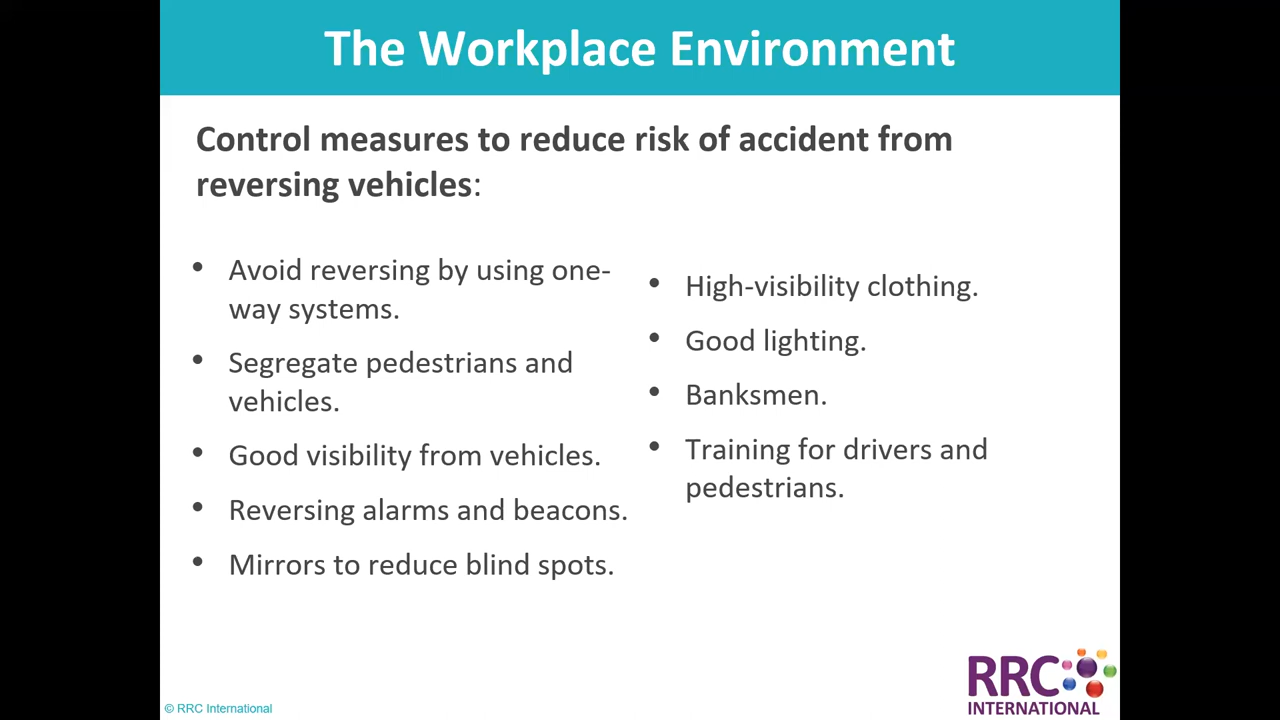 The Workplace Environment
Control measures to reduce risk of accident from
reversing vehicles:
• Avoid reversing by using one-
way systems.
• Segregate pedestrians and
vehicles.
• Good visibility from vehicles.
• Reversing alarms and beacons.
• Mirrors to reduce blind spots.
• High-visibility clothing.
• Good lighting.
• Banksmen.
• Training for drivers and
pedestrians.
© RRC International
RRC
INTERNATIONAL